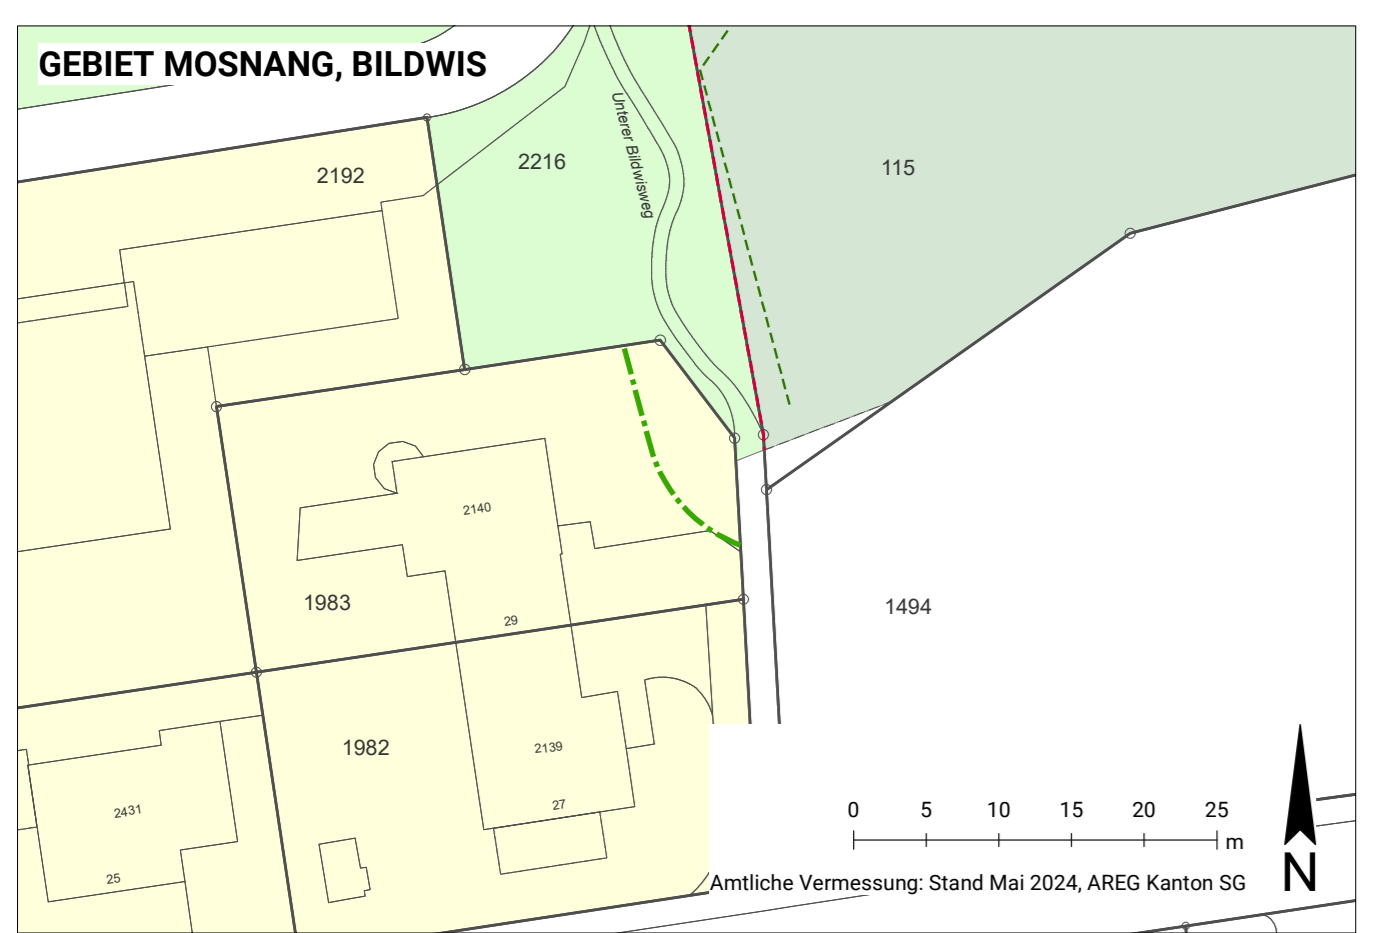 GEBIET MOSNANG, BILDWIS
Unterer Bildwisweg
2192
2216
115
2140
1983
29
1494
1982
2139
27
2431
25
0 5 10 15 20 25
m
N
Amtliche Vermessung: Stand Mai 2024, AREG Kanton SG